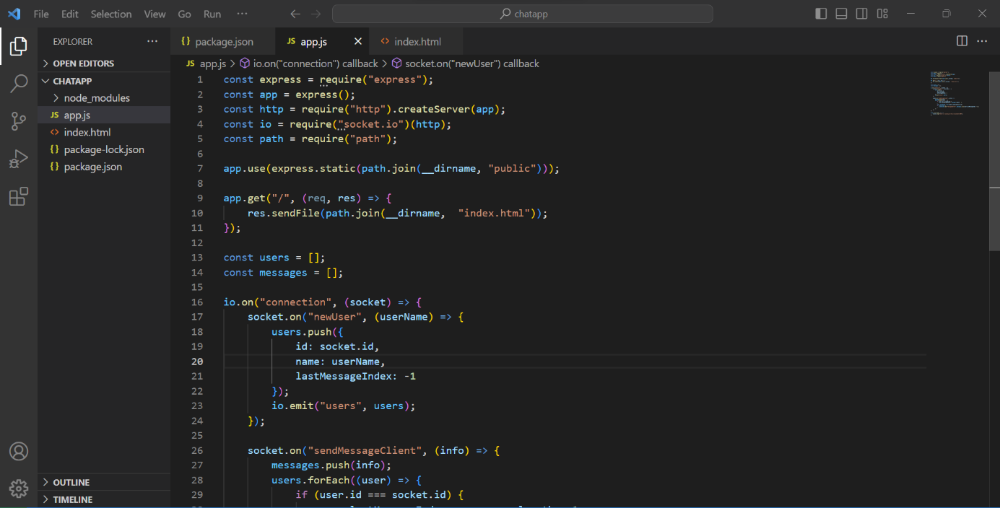 File Edit Selection View Go Run ··· chatapp
EXPLORER ···
OPEN EDITORS
CHATAPP
node_modules
JS app.js
<> index.html
{} package-lock.json
{} package.json
OUTLINE
TIMELINE
{} package.json JS app.js <> index.html ···
JS app.js > io.on("connection") callback > socket.on("newUser") callback
1 const express = require("express");
2 const app = express();
3 const http = require("http").createServer(app);
4 const io = require("socket.io")(http);
5 const path = require("path");
6
7 app.use(express.static(path.join(__dirname, "public")));
8
9 app.get("/", (req, res) => {
10     res.sendFile(path.join(__dirname,  "index.html"));
11 });
12
13 const users = [];
14 const messages = [];
15
16 io.on("connection", (socket) => {
17     socket.on("newUser", (userName) => {
18         users.push({
19             id: socket.id,
20             name: userName,
21             lastMessageIndex: -1
22         });
23         io.emit("users", users);
24     });
25
26     socket.on("sendMessageClient", (info) => {
27         messages.push(info);
28         users.forEach((user) => {
29             if (user.id === socket.id) {